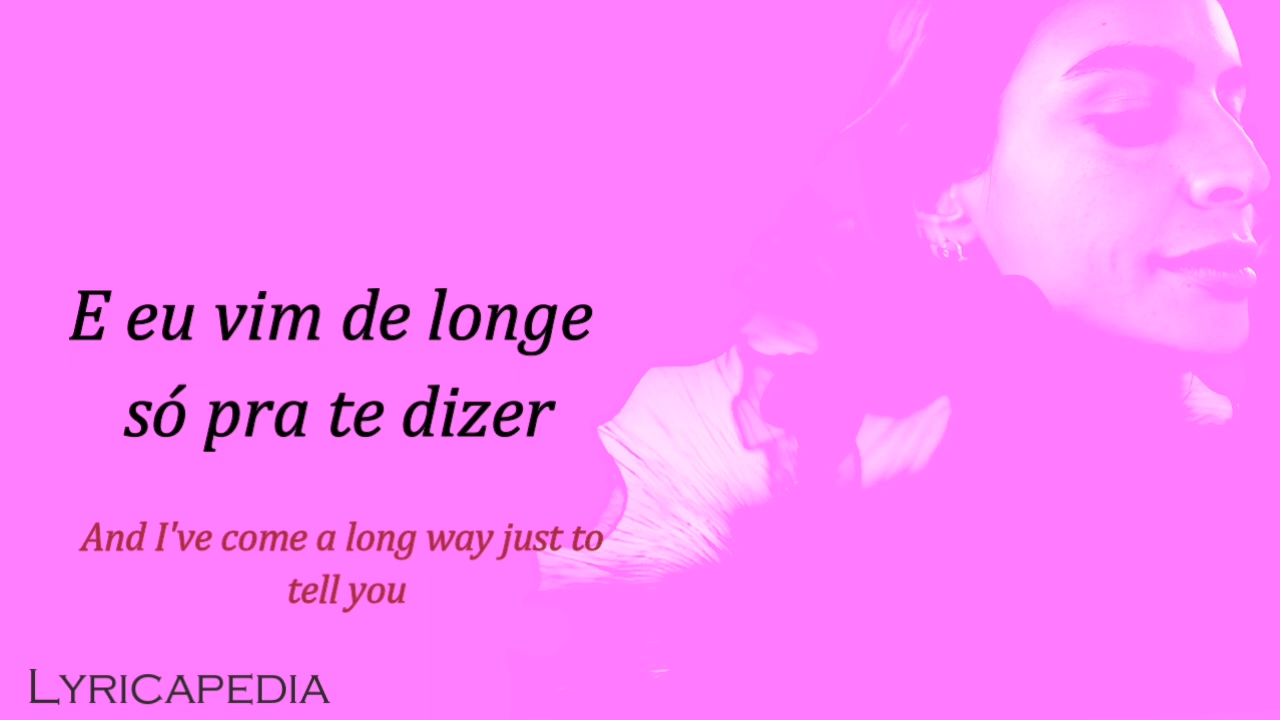 E eu vim de longe
só pra te dizer
And I've come a long way just to
tell you
LYRICAPEDIA